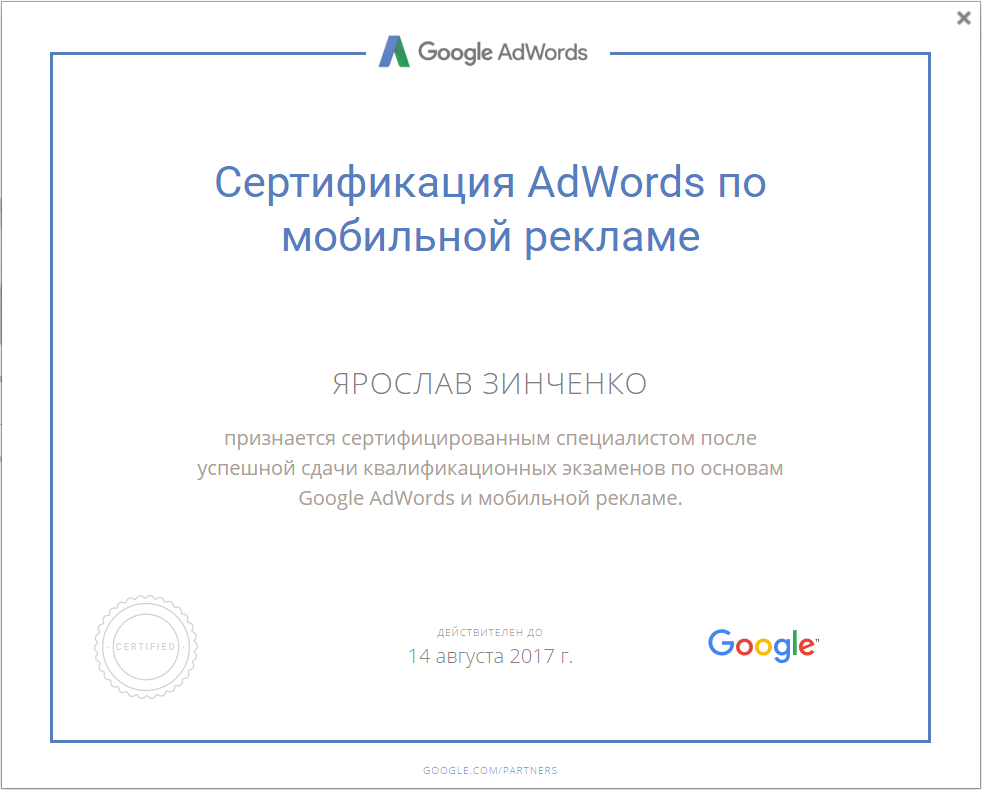 Google AdWords
Сертификация AdWords по
мобильной рекламе
ЯРОСЛАВ ЗИНЧЕНКО
признается сертифицированным специалистом после
успешной сдачи квалификационных экзаменов по основам
Google AdWords и мобильной рекламе.
· CERTIFIED ·
ДЕЙСТВИТЕЛЕН ДО
14 августа 2017 г.
Google™
GOOGLE.COM/PARTNERS